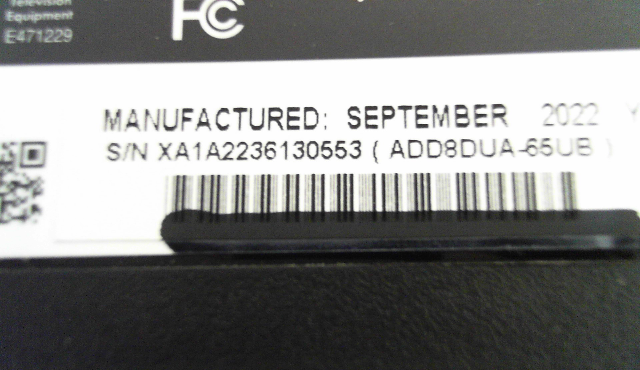 Television
Equipment
E471229
FC
MANUFACTURED: SEPTEMBER 2022 Y
S/N XA1A2236130553 ( ADD8DUA-65UB )